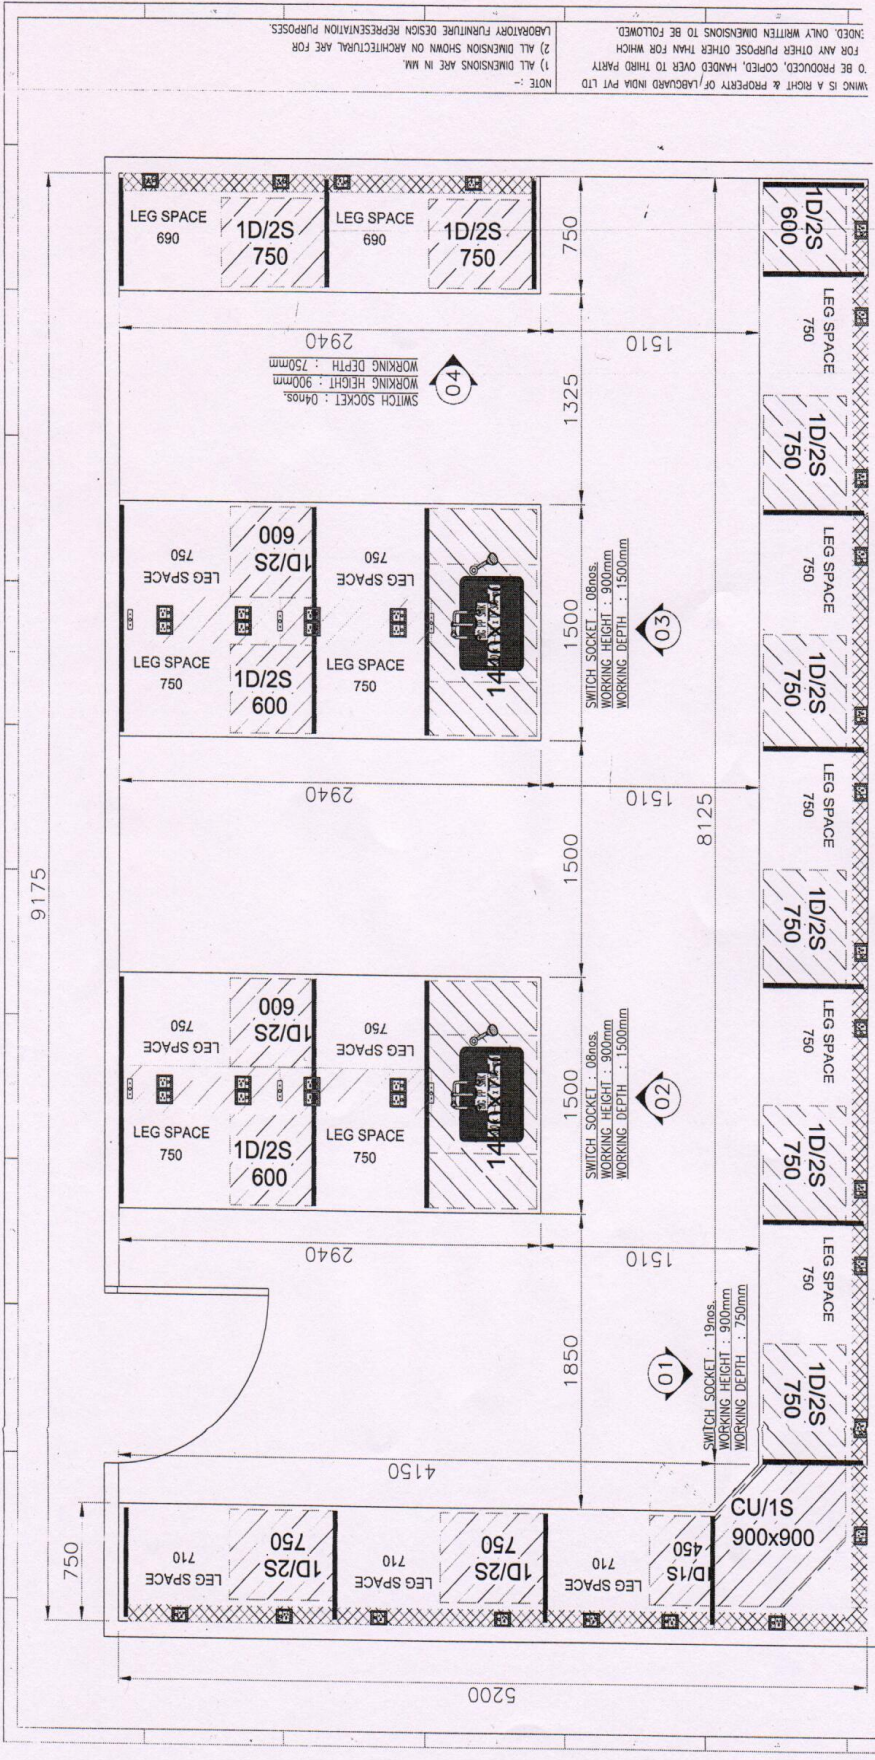 NOTE :-
1) ALL DIMENSIONS ARE IN MM.
2) ALL DIMENSION SHOWN ON ARCHITECTURAL ARE FOR
LABORATORY FURNITURE DESIGN REPRESENTATION PURPOSES.
IS A RIGHT & PROPERTY OF LABGUARD INDIA PVT LTD
BE PRODUCED, COPIED, HANDED OVER TO THIRD PARTY
FOR ANY OTHER PURPOSE OTHER THAN FOR WHICH
ONLY WRITTEN DIMENSIONS TO BE FOLLOWED.
9175
LEG SPACE
690
1D/2S
750
LEG SPACE
690
1D/2S
750
750
1D/2S
600
2940
1510
LEG SPACE
750
SWITCH SOCKET : 04nos.
WORKING HEIGHT : 900mm
WORKING DEPTH : 750mm
04
1325
1D/2S
750
LEG SPACE
750
1D/2S
600
LEG SPACE
750
LEG SPACE
750
1D/2S
600
LEG SPACE
750
1500
SWITCH SOCKET : 08nos.
WORKING HEIGHT : 900mm
WORKING DEPTH : 1500mm
03
LEG SPACE
750
1D/2S
750
2940
1510
8125
LEG SPACE
750
1500
1D/2S
750
LEG SPACE
750
1D/2S
600
LEG SPACE
750
LEG SPACE
750
1D/2S
600
LEG SPACE
750
1500
SWITCH SOCKET : 08nos.
WORKING HEIGHT : 900mm
WORKING DEPTH : 1500mm
02
LEG SPACE
750
1D/2S
750
2940
1510
LEG SPACE
750
1850
01
SWITCH SOCKET : 19nos.
WORKING HEIGHT : 900mm
WORKING DEPTH : 750mm
1D/2S
750
4150
750
LEG SPACE
710
1D/2S
750
LEG SPACE
710
1D/2S
750
LEG SPACE
710
1D/1S
450
CU/1S
900x900
5200